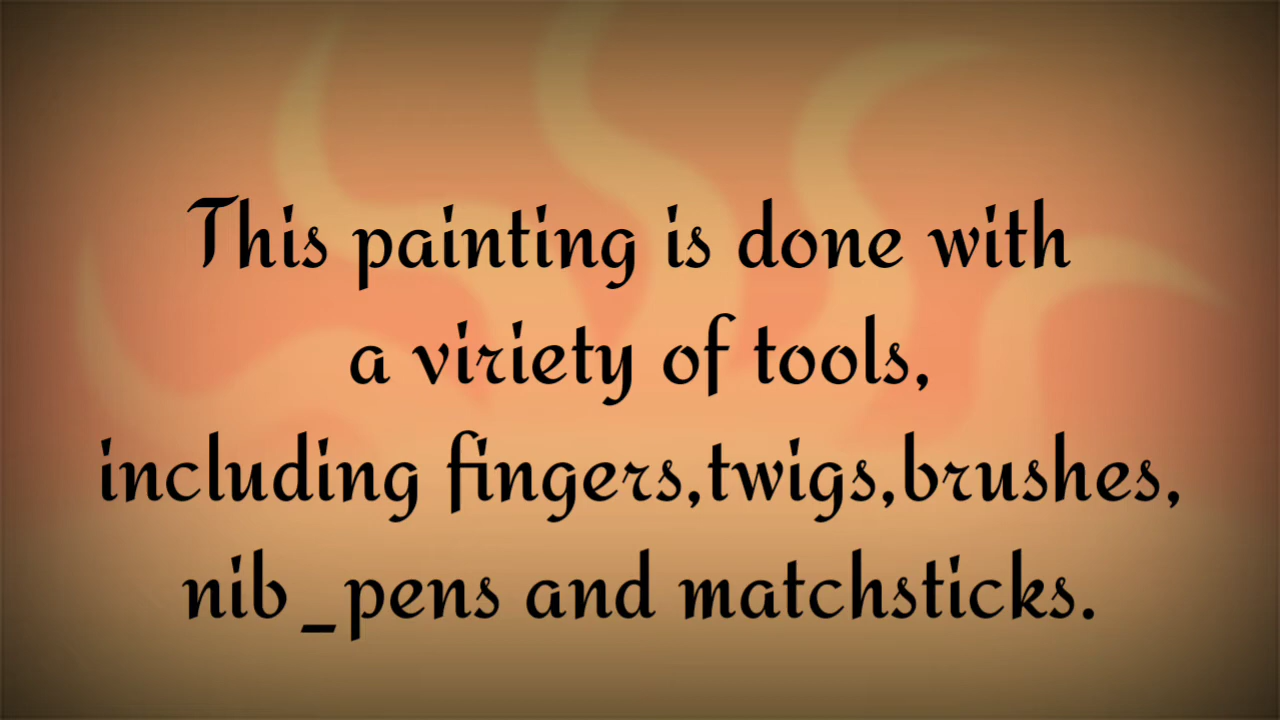 This painting is done with
a viriety of tools,
including fingers,twigs,brushes,
nib_pens and matchsticks.